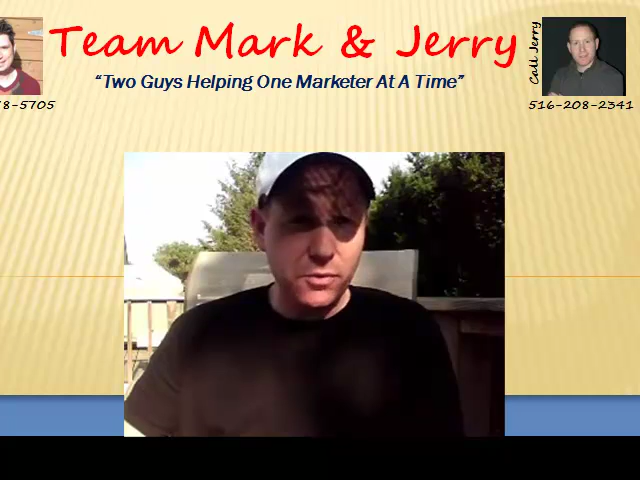 Team Mark & Jerry
"Two Guys Helping One Marketer At A Time"
Call Jerry
8-5705
516-208-2341